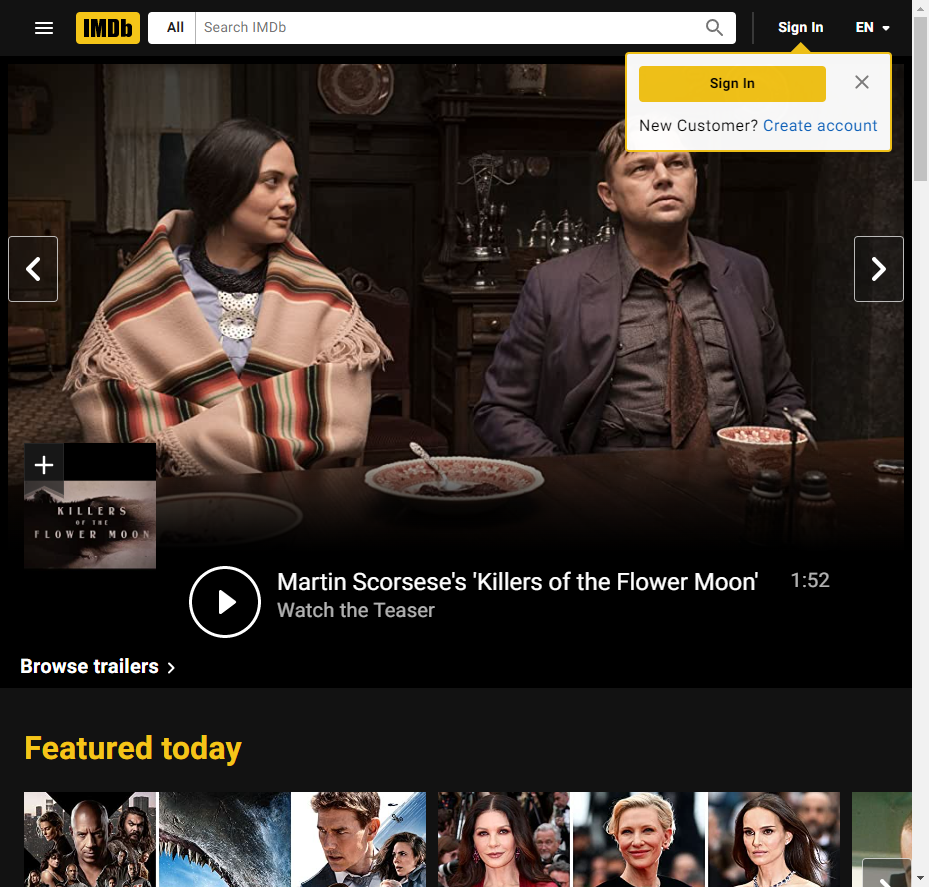 IMDb
All
Search IMDb
Sign In
EN
Sign In
New Customer? Create account
KILLERS
OF THE
FLOWER MOON
Martin Scorsese's 'Killers of the Flower Moon'
1:52
Watch the Teaser
Browse trailers
Featured today